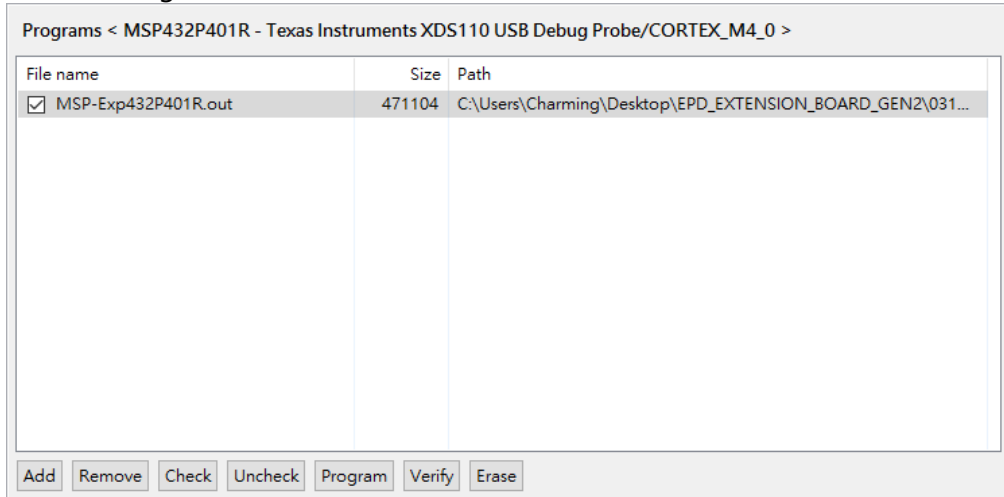 Programs < MSP432P401R - Texas Instruments XDS110 USB Debug Probe/CORTEX_M4_0 >
File name Size Path
MSP-Exp432P401R.out 471104 C:\Users\Charming\Desktop\EPD_EXTENSION_BOARD_GEN2\031...
Add Remove Check Uncheck Program Verify Erase